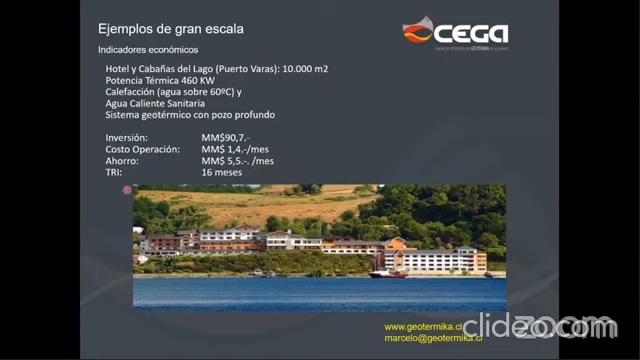 Ejemplos de gran escala
CEGA
Indicadores económicos
Hotel y Cabañas del Lago (Puerto Varas): 10.000 m2
Potencia Térmica 460 KW
Calefacción (agua sobre 60ºC) y
Agua Caliente Sanitaria
Sistema geotérmico con pozo profundo
Inversión: MM$90,7.-
Costo Operación: MM$ 1,4.-/mes
Ahorro: MM$ 5,5.-. /mes
TRI: 16 meses
www.geotermika.cl
marcelo@geotermika.cl
clideo.com
zoom